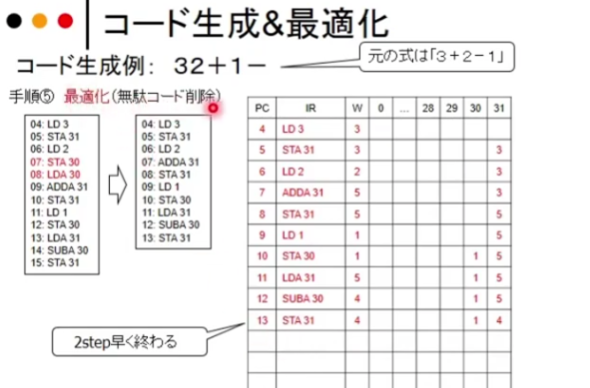 コード生成&最適化
コード生成例: 32+1-
元の式は「3+2-1」
手順⑤ 最適化(無駄コード削除)
04: LD 3
05: STA 31
06: LD 2
07: STA 30
08: LDA 30
09: ADDA 31
10: STA 31
11: LD 1
12: STA 30
13: LDA 31
14: SUBA 30
15: STA 31
04: LD 3
05: STA 31
06: LD 2
07: ADDA 31
08: STA 31
09: LD 1
10: STA 30
11: LDA 31
12: SUBA 30
13: STA 31
PC IR W 0 ... 28 29 30 31
4 LD 3 3
5 STA 31 3 3
6 LD 2 2 3
7 ADDA 31 5 3
8 STA 31 5 5
9 LD 1 1 5
10 STA 30 1 1 5
11 LDA 31 5 1 5
12 SUBA 30 4 1 5
13 STA 31 4 1 4
2step早く終わる